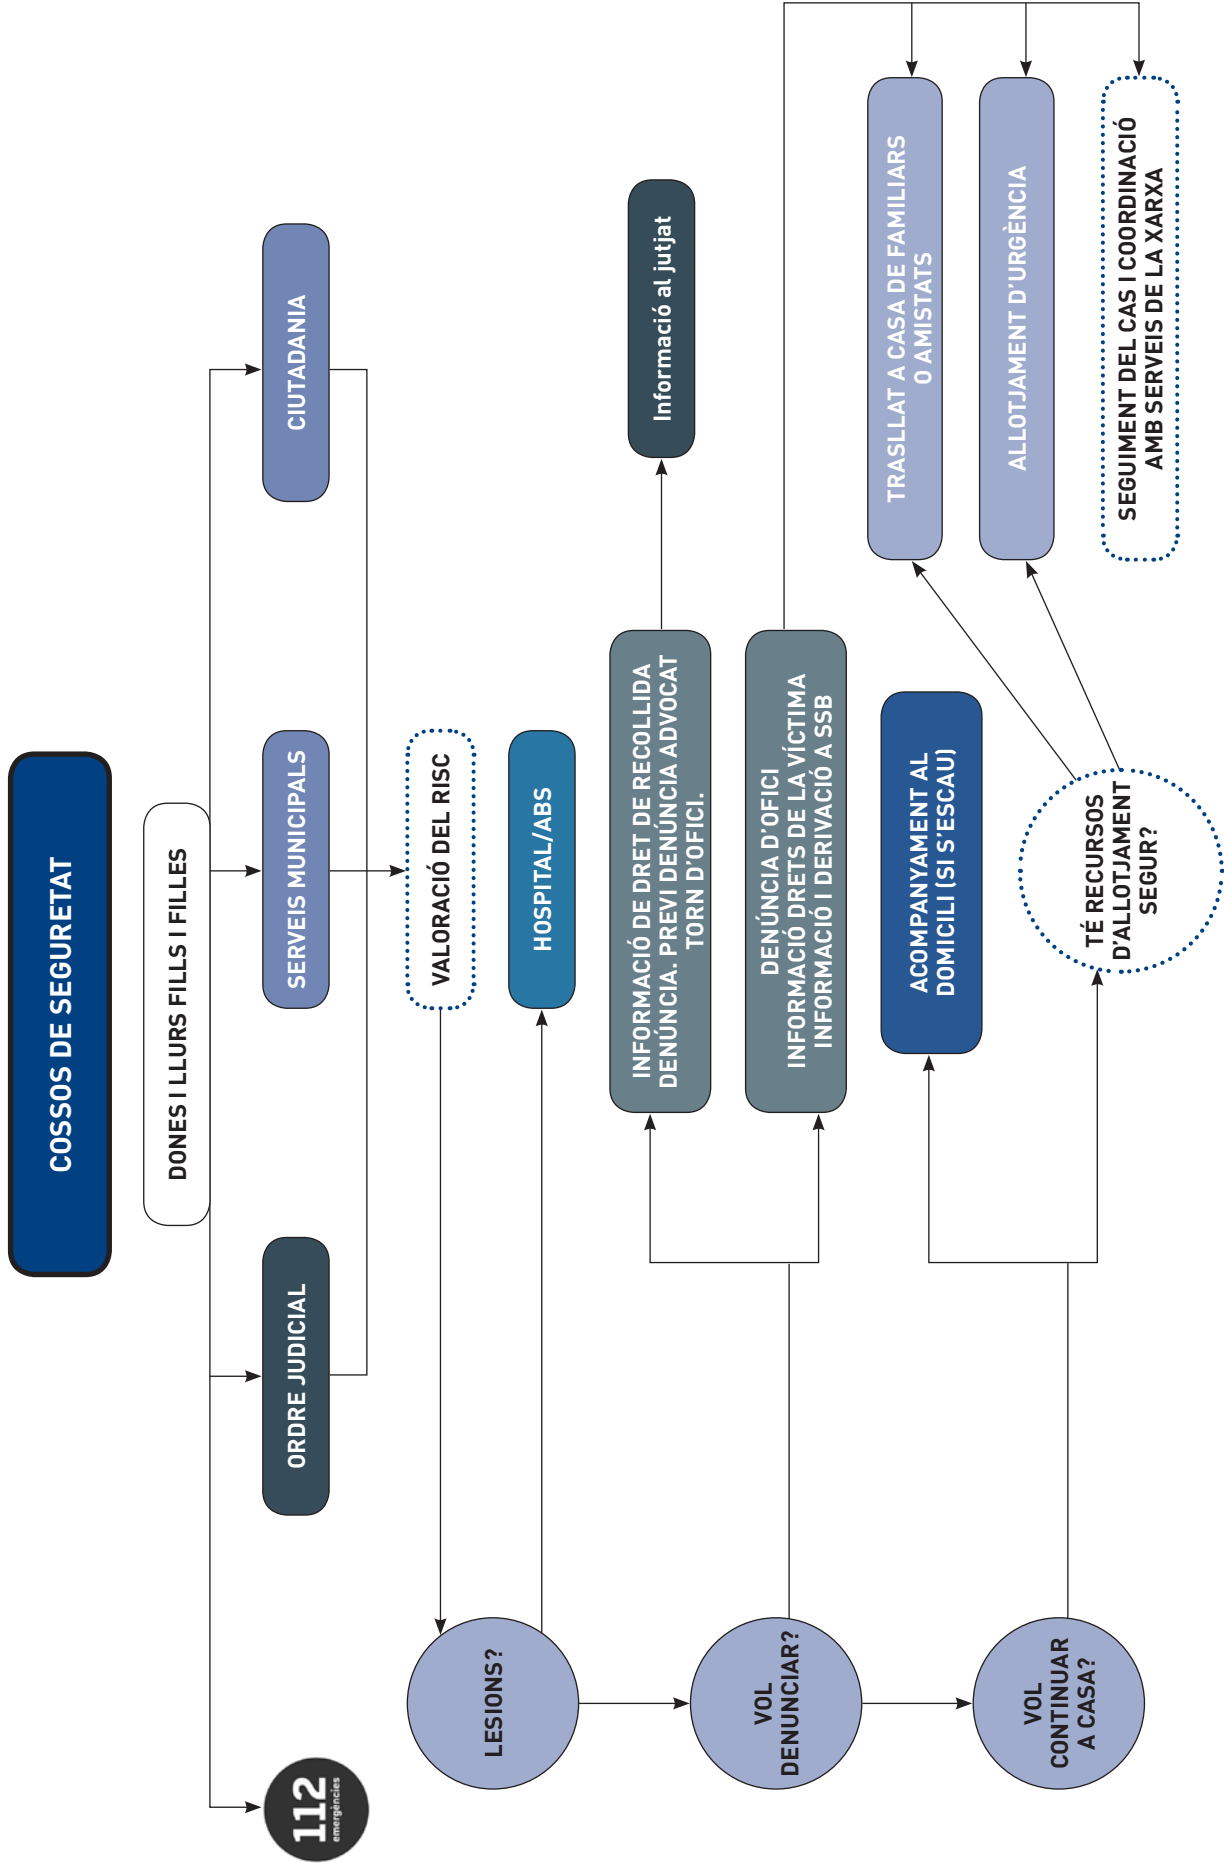 COSSOS DE SEGURETAT
DONES I LLURS FILLS I FILLES
112
emergències
ORDRE JUDICIAL
SERVEIS MUNICIPALS
CIUTADANIA
VALORACIÓ DEL RISC
LESIONS?
HOSPITAL/ABS
VOL
DENUNCIAR?
INFORMACIÓ DE DRET DE RECOLLIDA
DENÚNCIA. PREVI DENÚNCIA ADVOCAT
TORN D'OFICI.
Informació al jutjat
DENÚNCIA D'OFICI
INFORMACIÓ DRETS DE LA VÍCTIMA
INFORMACIÓ I DERIVACIÓ A SSB
VOL
CONTINUAR
A CASA?
ACOMPANYAMENT AL
DOMICILI (SI S'ESCAU)
TÉ RECURSOS
D'ALLOTJAMENT
SEGUR?
TRASLLAT A CASA DE FAMILIARS
O AMISTATS
ALLOTJAMENT D'URGÈNCIA
SEGUIMENT DEL CAS I COORDINACIÓ
AMB SERVEIS DE LA XARXA